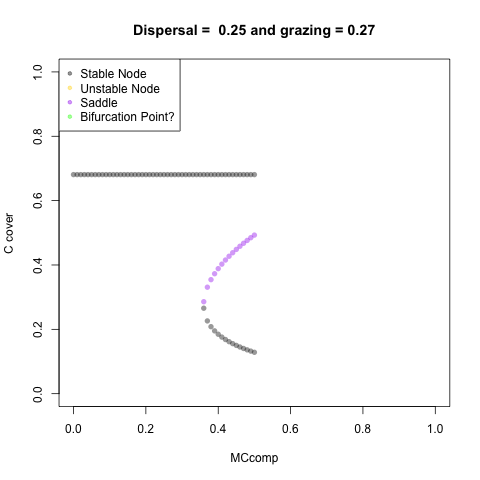 Dispersal =  0.25 and grazing = 0.27
Stable Node
Unstable Node
Saddle
Bifurcation Point?
C cover
1.0
0.8
0.6
0.4
0.2
0.0
0.0 0.2 0.4 0.6 0.8 1.0
MCcomp